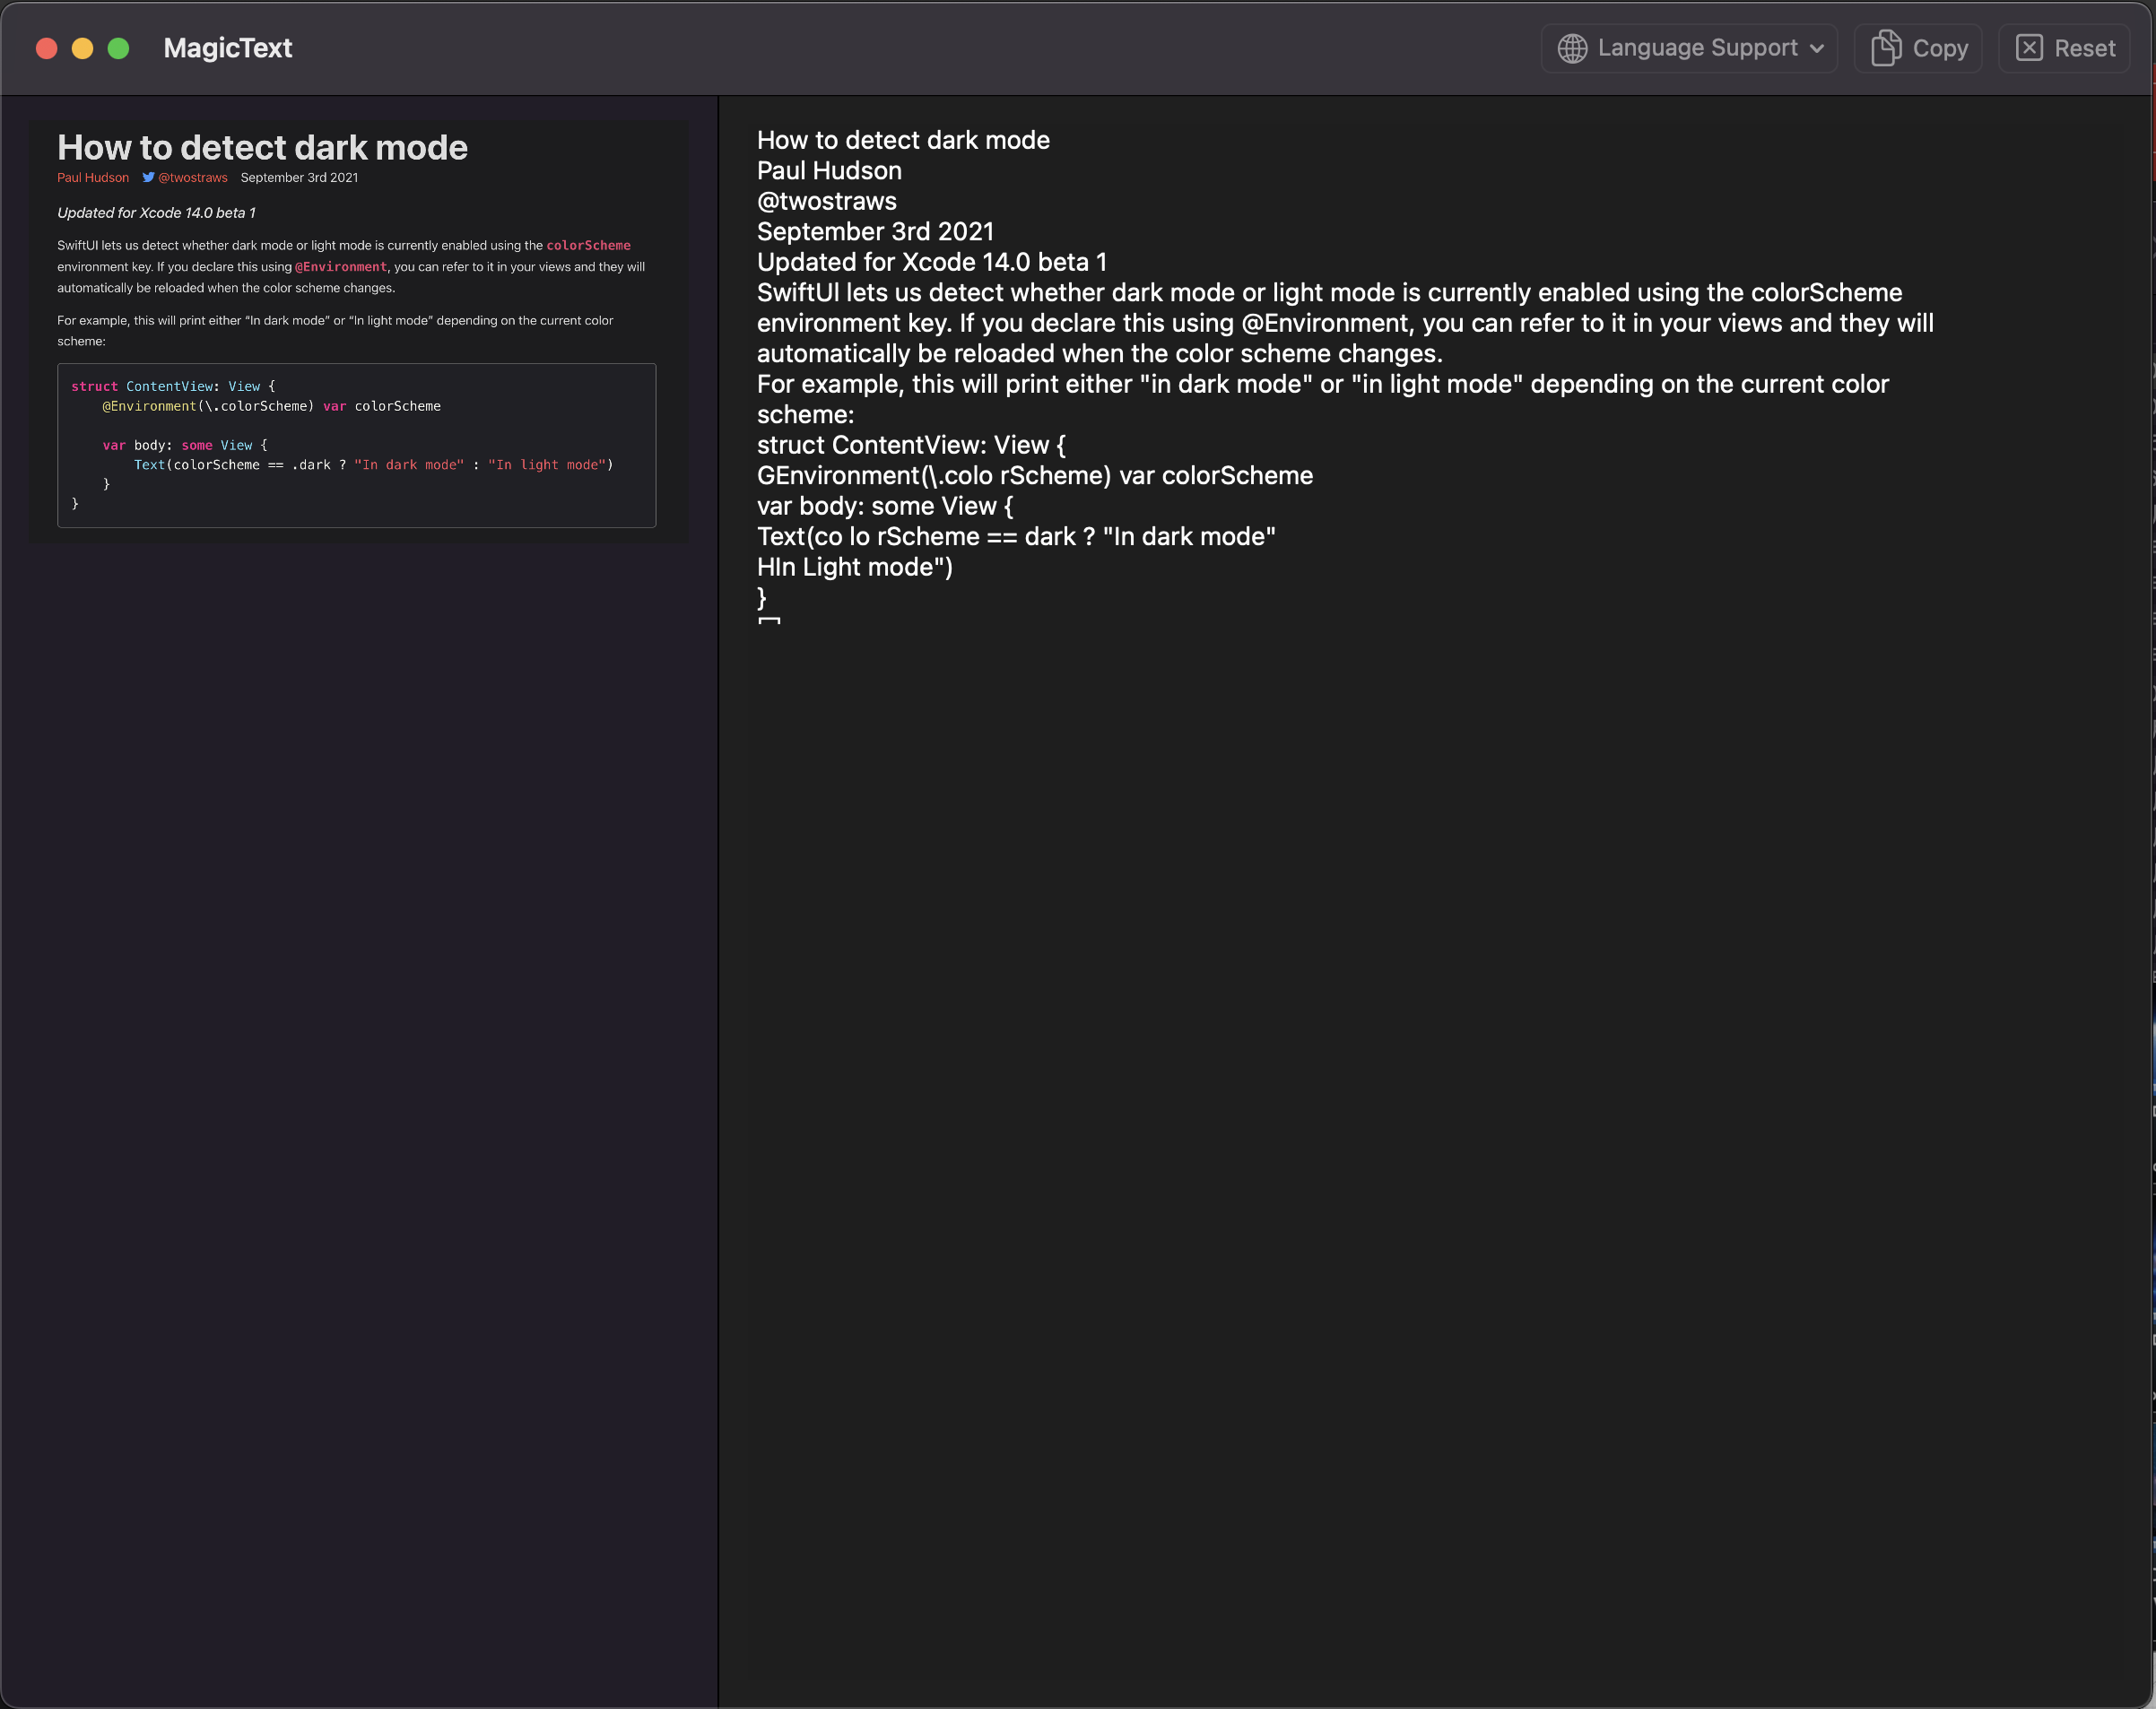 MagicText
Language Support
Copy
Reset
How to detect dark mode
Paul Hudson @twostraws September 3rd 2021
Updated for Xcode 14.0 beta 1
SwiftUI lets us detect whether dark mode or light mode is currently enabled using the colorScheme
environment key. If you declare this using @Environment, you can refer to it in your views and they will
automatically be reloaded when the color scheme changes.
For example, this will print either “In dark mode” or “In light mode” depending on the current color
scheme:
struct ContentView: View {
@Environment(\.colorScheme) var colorScheme
var body: some View {
Text(colorScheme == .dark ? "In dark mode" : "In light mode")
}
}
How to detect dark mode
Paul Hudson
@twostraws
September 3rd 2021
Updated for Xcode 14.0 beta 1
SwiftUI lets us detect whether dark mode or light mode is currently enabled using the colorScheme
environment key. If you declare this using @Environment, you can refer to it in your views and they will
automatically be reloaded when the color scheme changes.
For example, this will print either "in dark mode" or "in light mode" depending on the current color
scheme:
struct ContentView: View {
GEnvironment(\.colo rScheme) var colorScheme
var body: some View {
Text(co lo rScheme == dark ? "In dark mode"
HIn Light mode")
}